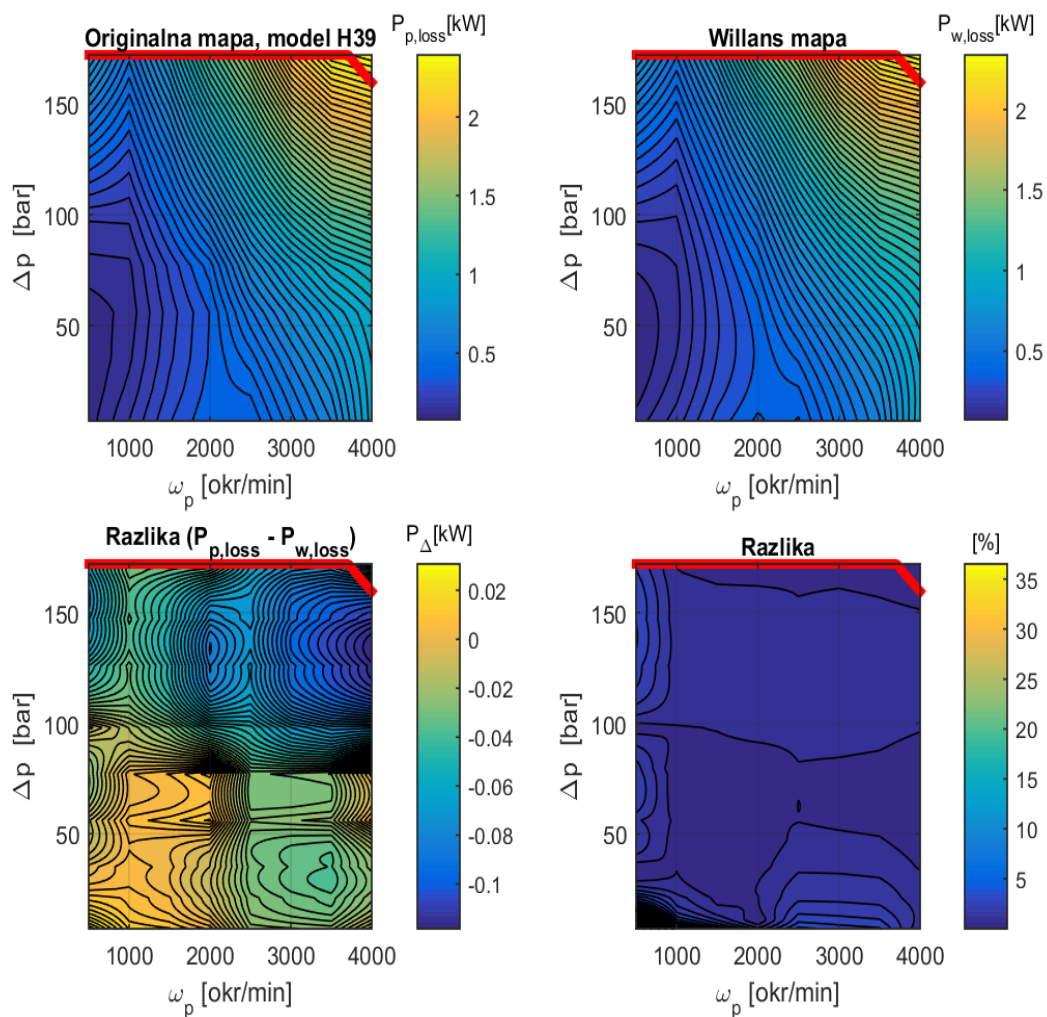 Originalna mapa, model H39
P_p,loss[kW]
150
100
50
Δp [bar]
1000 2000 3000 4000
ω_p [okr/min]
2
1.5
1
0.5
Willans mapa
P_w,loss[kW]
150
100
50
Δp [bar]
1000 2000 3000 4000
ω_p [okr/min]
2
1.5
1
0.5
Razlika (P_p,loss - P_w,loss)
P_Δ[kW]
150
100
50
Δp [bar]
1000 2000 3000 4000
ω_p [okr/min]
0.02
0
-0.02
-0.04
-0.06
-0.08
-0.1
Razlika
[%]
150
100
50
Δp [bar]
1000 2000 3000 4000
ω_p [okr/min]
35
30
25
20
15
10
5